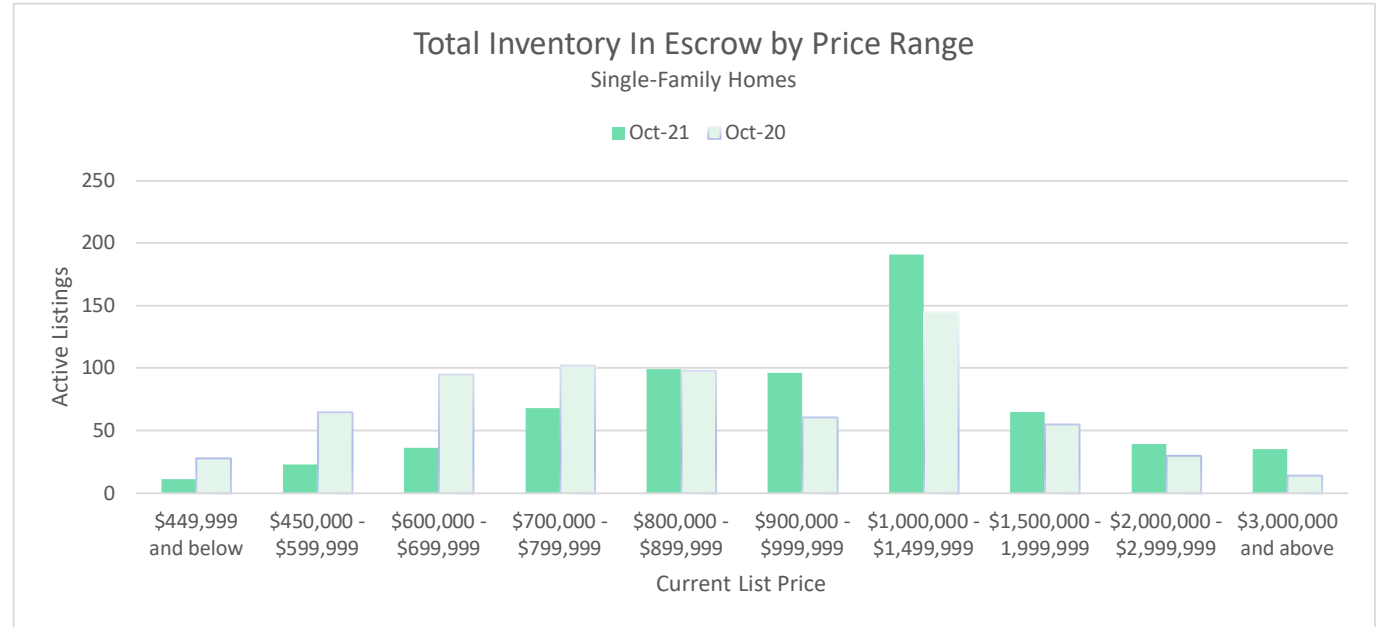 Total Inventory In Escrow by Price Range
Single-Family Homes
Oct-21 Oct-20
250
200
150
100
50
0
Active Listings
$449,999 $450,000 - $600,000 - $700,000 - $800,000 - $900,000 - $1,000,000 - $1,500,000 - $2,000,000 - $3,000,000
and below $599,999 $699,999 $799,999 $899,999 $999,999 $1,499,999 1,999,999 $2,999,999 and above
Current List Price